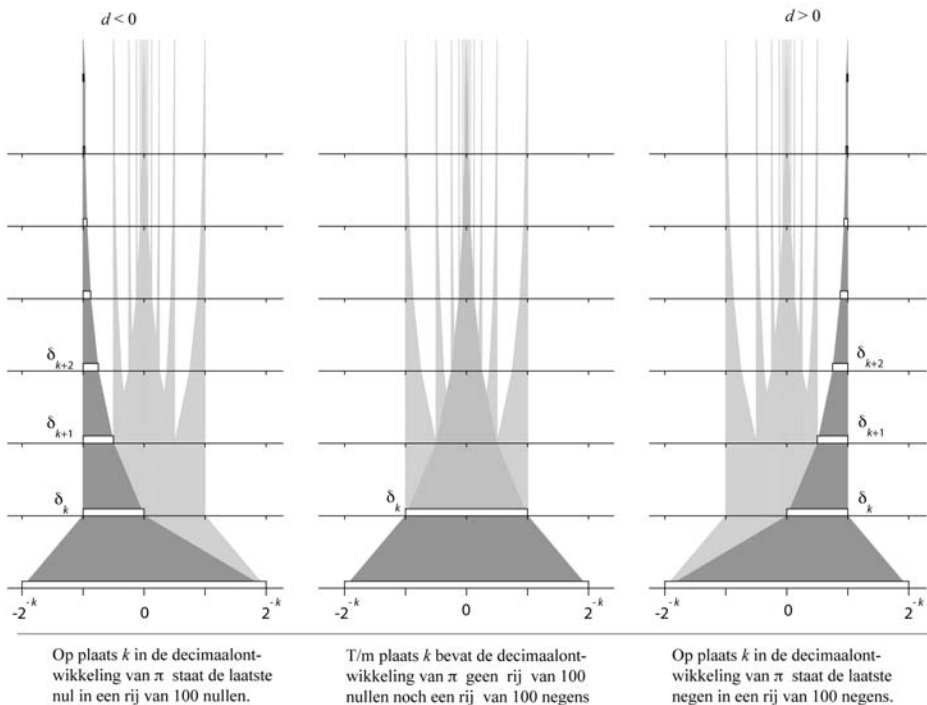 d < 0
d > 0
δk+2
δk+1
δk
δk
δk+2
δk+1
δk
-2-k 0 2-k
-2-k 0 2-k
-2-k 0 2-k
Op plaats k in de decimaalont-
wikkeling van π staat de laatste
nul in een rij van 100 nullen.
T/m plaats k bevat de decimaalont-
wikkeling van π geen rij van 100
nullen noch een rij van 100 negens
Op plaats k in de decimaalont-
wikkeling van π staat de laatste
negen in een rij van 100 negens.